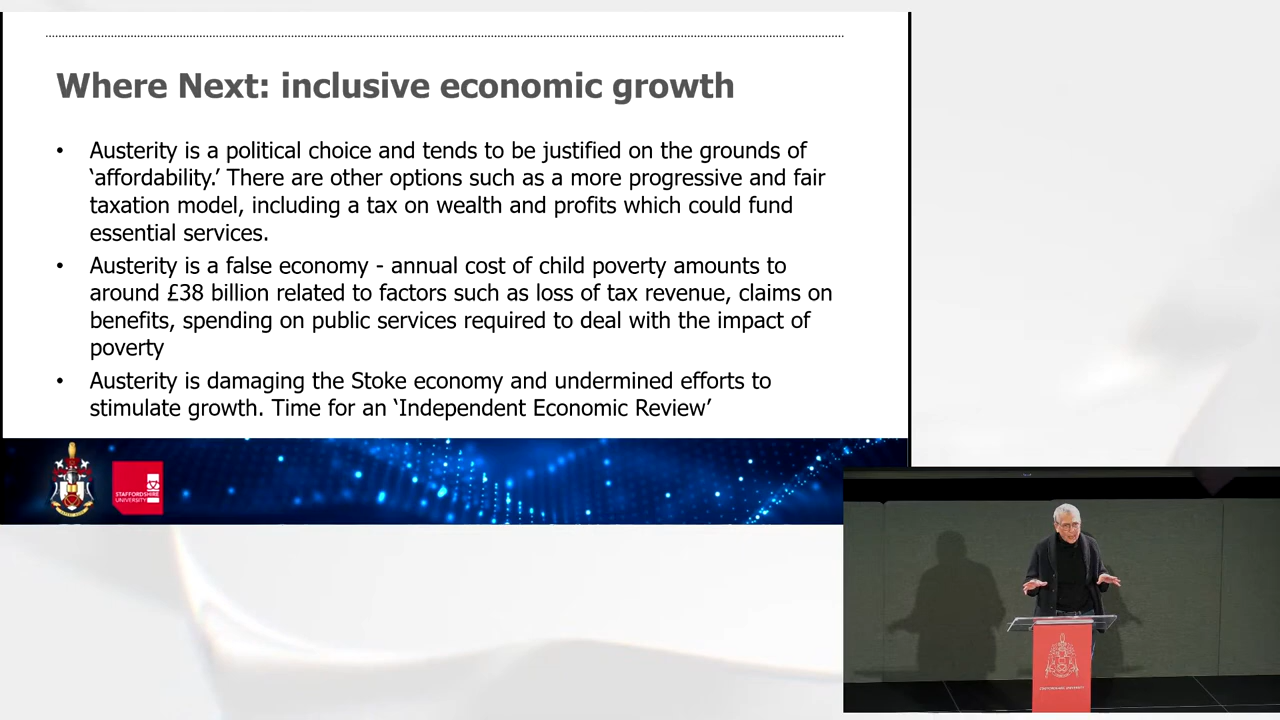 Where Next: inclusive economic growth
• Austerity is a political choice and tends to be justified on the grounds of
‘affordability.’ There are other options such as a more progressive and fair
taxation model, including a tax on wealth and profits which could fund
essential services.
• Austerity is a false economy - annual cost of child poverty amounts to
around £38 billion related to factors such as loss of tax revenue, claims on
benefits, spending on public services required to deal with the impact of
poverty
• Austerity is damaging the Stoke economy and undermined efforts to
stimulate growth. Time for an ‘Independent Economic Review’
STAFFORDSHIRE
UNIVERSITY
STAFFORDSHIRE UNIVERSITY